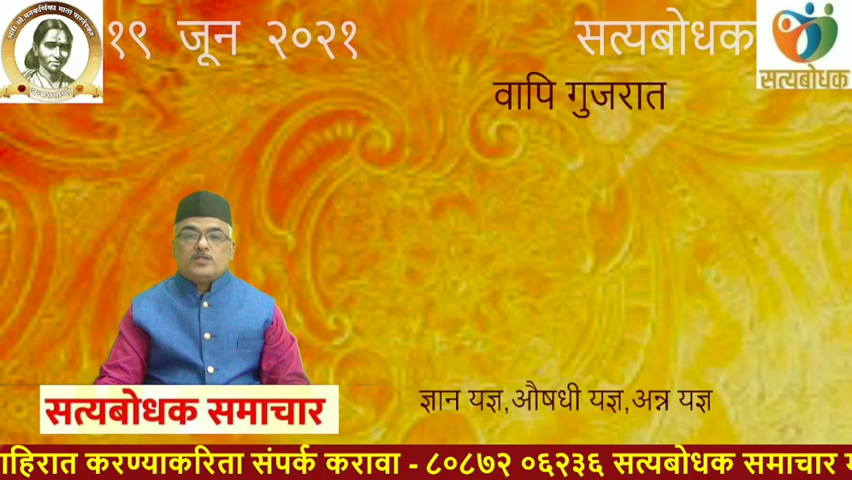 १९ जून २०२१
सत्यबोधक
सत्यबोधक
वापि गुजरात
सत्यबोधक समाचार
ज्ञान यज्ञ,औषधी यज्ञ,अन्न यज्ञ
ाहिरात करण्याकरिता संपर्क करावा - ८०८७२ ०६२३६ सत्यबोधक समाचार म